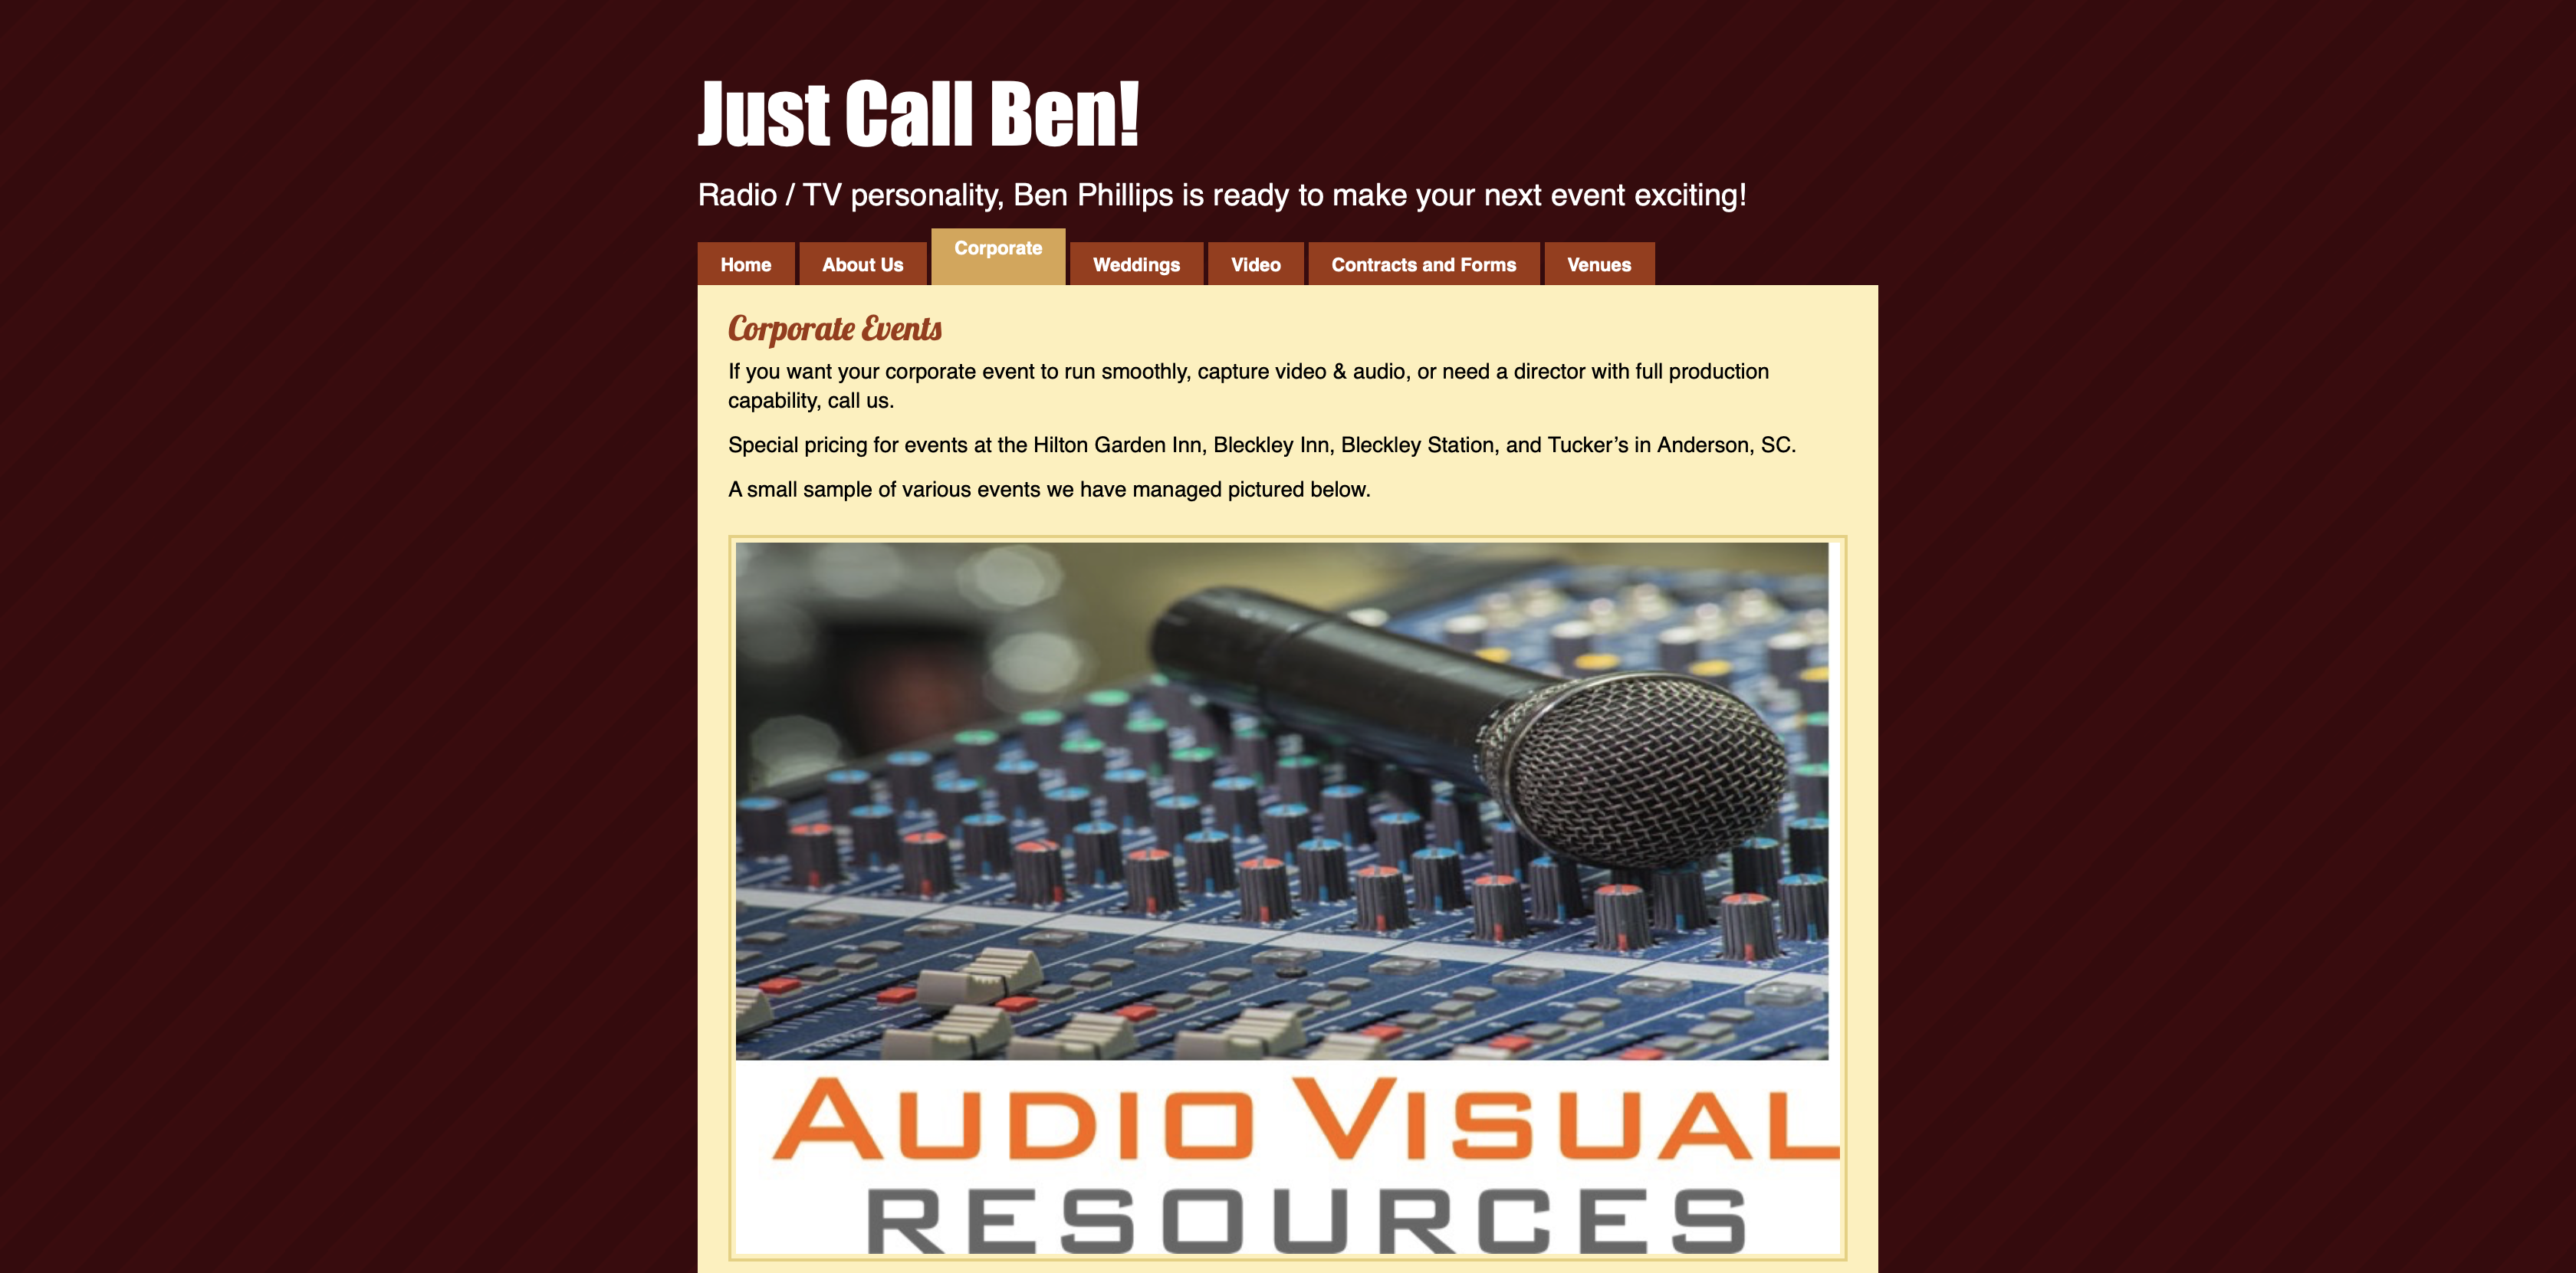 Just Call Ben!
Radio / TV personality, Ben Phillips is ready to make your next event exciting!
Home
About Us
Corporate
Weddings
Video
Contracts and Forms
Venues
Corporate Events
If you want your corporate event to run smoothly, capture video & audio, or need a director with full production
capability, call us.
Special pricing for events at the Hilton Garden Inn, Bleckley Inn, Bleckley Station, and Tucker’s in Anderson, SC.
A small sample of various events we have managed pictured below.
AUDIO VISUAL
RESOURCES